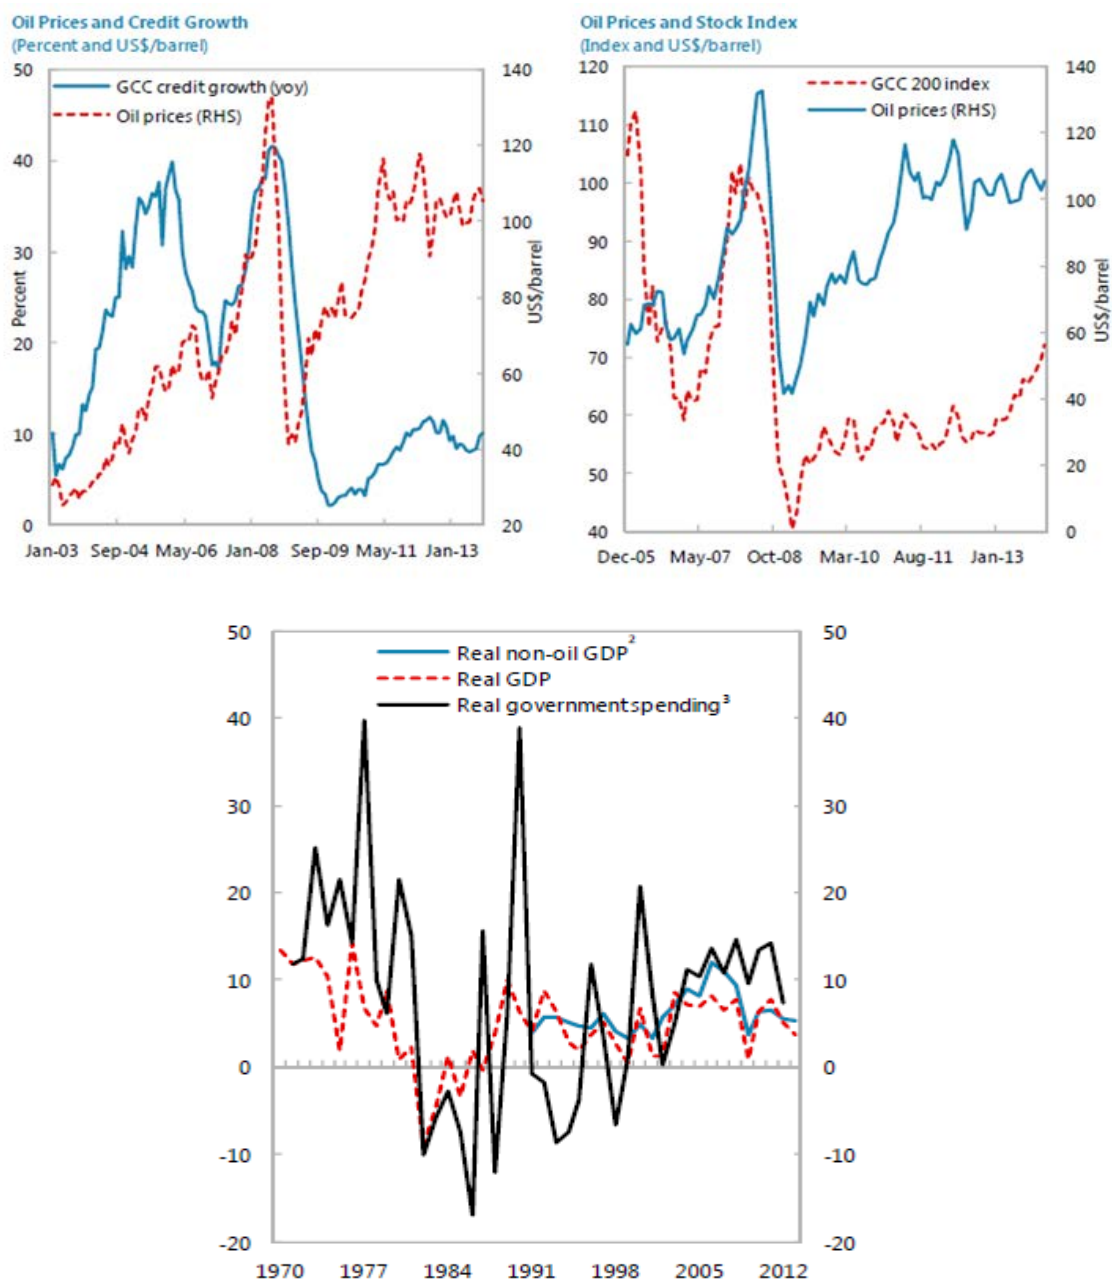 Oil Prices and Credit Growth
(Percent and US$/barrel)
50
40
30
20
10
0
Percent
GCC credit growth (yoy)
Oil prices (RHS)
140
120
100
80
60
40
20
US$/barrel
Jan-03 Sep-04 May-06 Jan-08 Sep-09 May-11 Jan-13
Oil Prices and Stock Index
(Index and US$/barrel)
120
110
100
90
80
70
60
50
40
GCC 200 index
Oil prices (RHS)
140
120
100
80
60
40
20
0
US$/barrel
Dec-05 May-07 Oct-08 Mar-10 Aug-11 Jan-13
50
40
30
20
10
0
-10
-20
Real non-oil GDP²
Real GDP
Real governmentspending³
50
40
30
20
10
0
-10
-20
1970 1977 1984 1991 1998 2005 2012